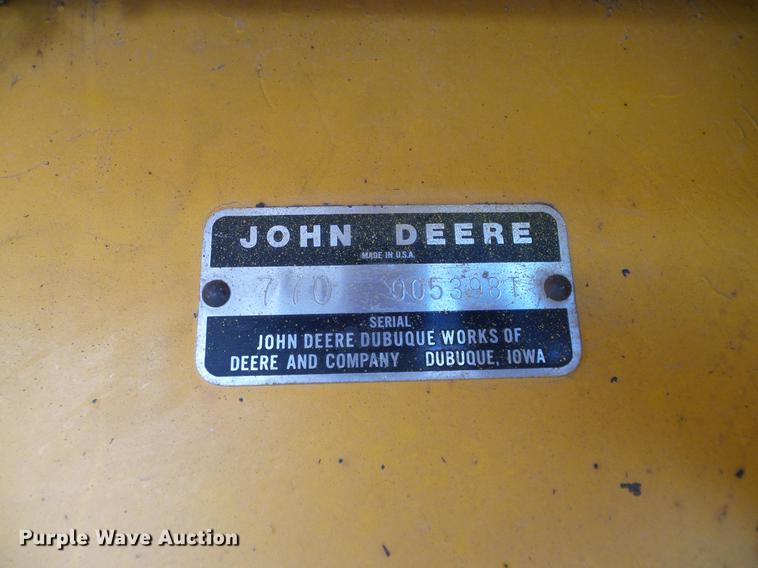 JOHN DEERE
MADE IN U.S.A.
770 005398T
SERIAL
JOHN DEERE DUBUQUE WORKS OF
DEERE AND COMPANY DUBUQUE, IOWA
Purple Wave Auction